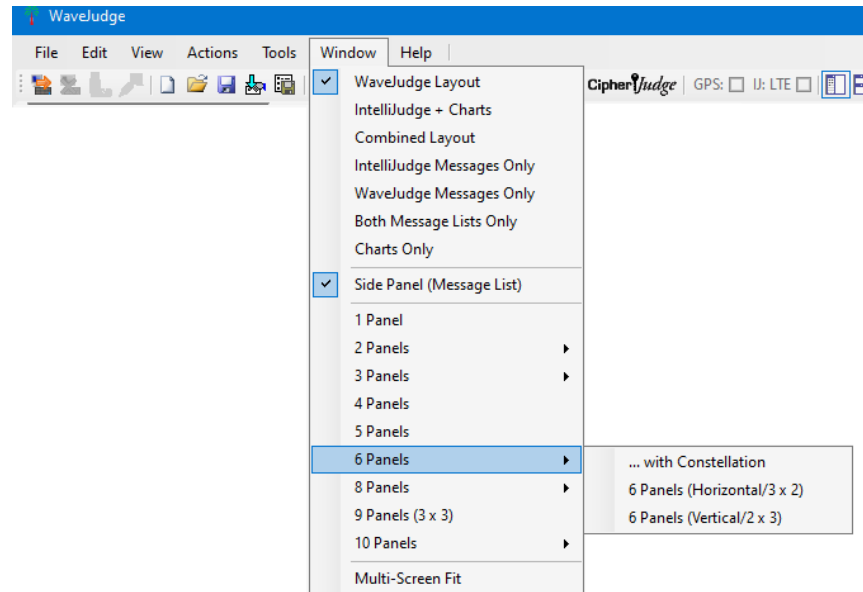 WaveJudge
File Edit View Actions Tools Window Help
CipherJudge GPS: IJ: LTE
WaveJudge Layout
IntelliJudge + Charts
Combined Layout
IntelliJudge Messages Only
WaveJudge Messages Only
Both Message Lists Only
Charts Only
Side Panel (Message List)
1 Panel
2 Panels
3 Panels
4 Panels
5 Panels
6 Panels
... with Constellation
8 Panels
6 Panels (Horizontal/3 x 2)
9 Panels (3 x 3)
6 Panels (Vertical/2 x 3)
10 Panels
Multi-Screen Fit